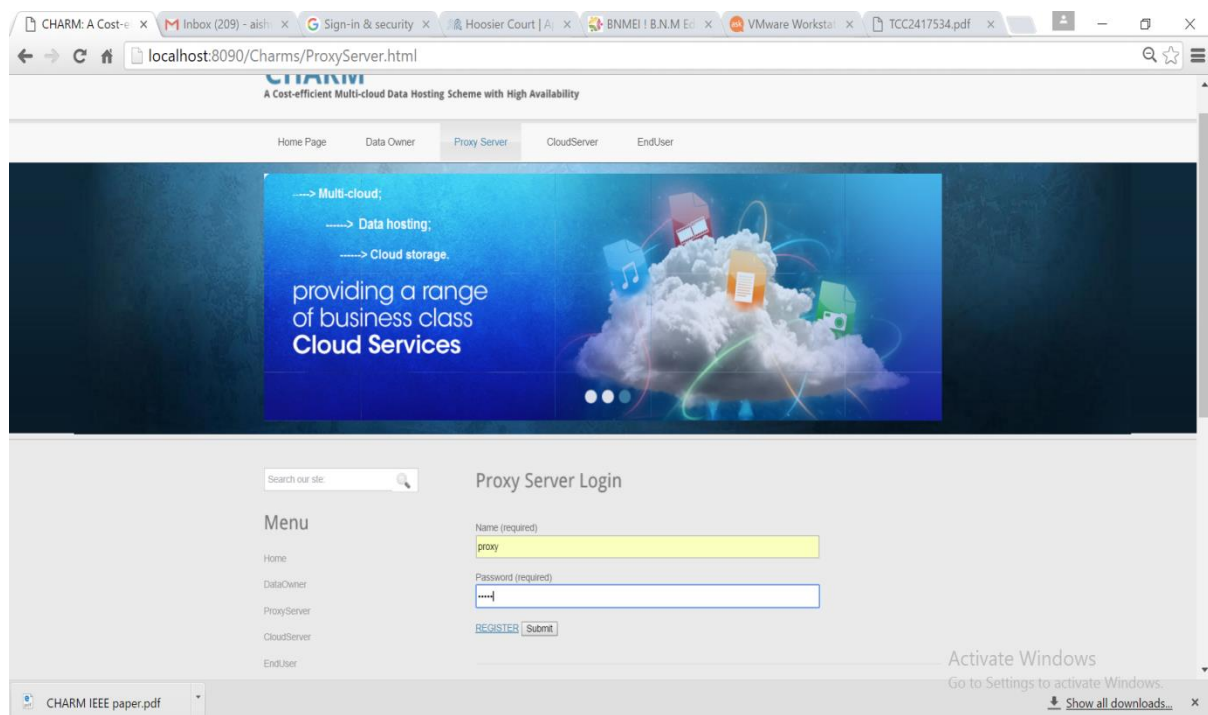 CHARM: A Cost-e
Inbox (209) - aish
Sign-in & security
Hoosier Court | A
BNMEI ! B.N.M Ed
VMware Workstat
TCC2417534.pdf
localhost:8090/Charms/ProxyServer.html
CHARM
A Cost-efficient Multi-cloud Data Hosting Scheme with High Availability
Home Page
Data Owner
Proxy Server
CloudServer
EndUser
-----> Multi-cloud;
------> Data hosting;
------> Cloud storage.
providing a range
of business class
Cloud Services
Search our site:
Proxy Server Login
Menu
Name (required)
proxy
Home
Password (required)
•••••
DataOwner
ProxyServer
REGISTER Submit
CloudServer
EndUser
Activate Windows
Go to Settings to activate Windows.
CHARM IEEE paper.pdf
Show all downloads...